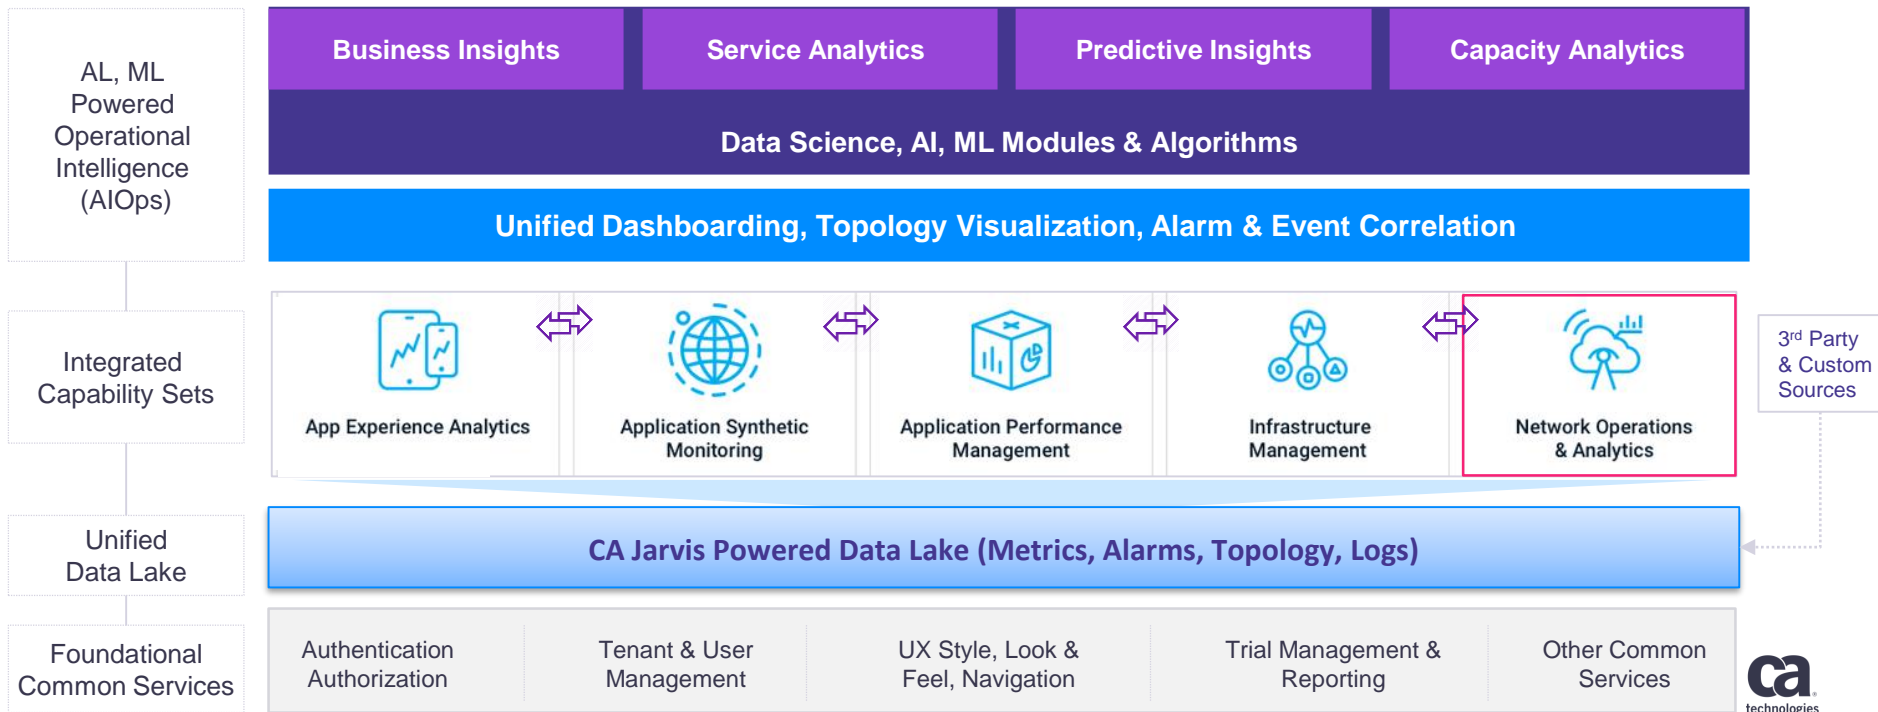 AL, ML
Powered
Operational
Intelligence
(AIOps)
Business Insights
Service Analytics
Predictive Insights
Capacity Analytics
Data Science, AI, ML Modules & Algorithms
Unified Dashboarding, Topology Visualization, Alarm & Event Correlation
Integrated
Capability Sets
App Experience Analytics
Application Synthetic
Monitoring
Application Performance
Management
Infrastructure
Management
Network Operations
& Analytics
3rd Party
& Custom
Sources
Unified
Data Lake
CA Jarvis Powered Data Lake (Metrics, Alarms, Topology, Logs)
Foundational
Common Services
Authentication
Authorization
Tenant & User
Management
UX Style, Look &
Feel, Navigation
Trial Management &
Reporting
Other Common
Services
ca
technologies